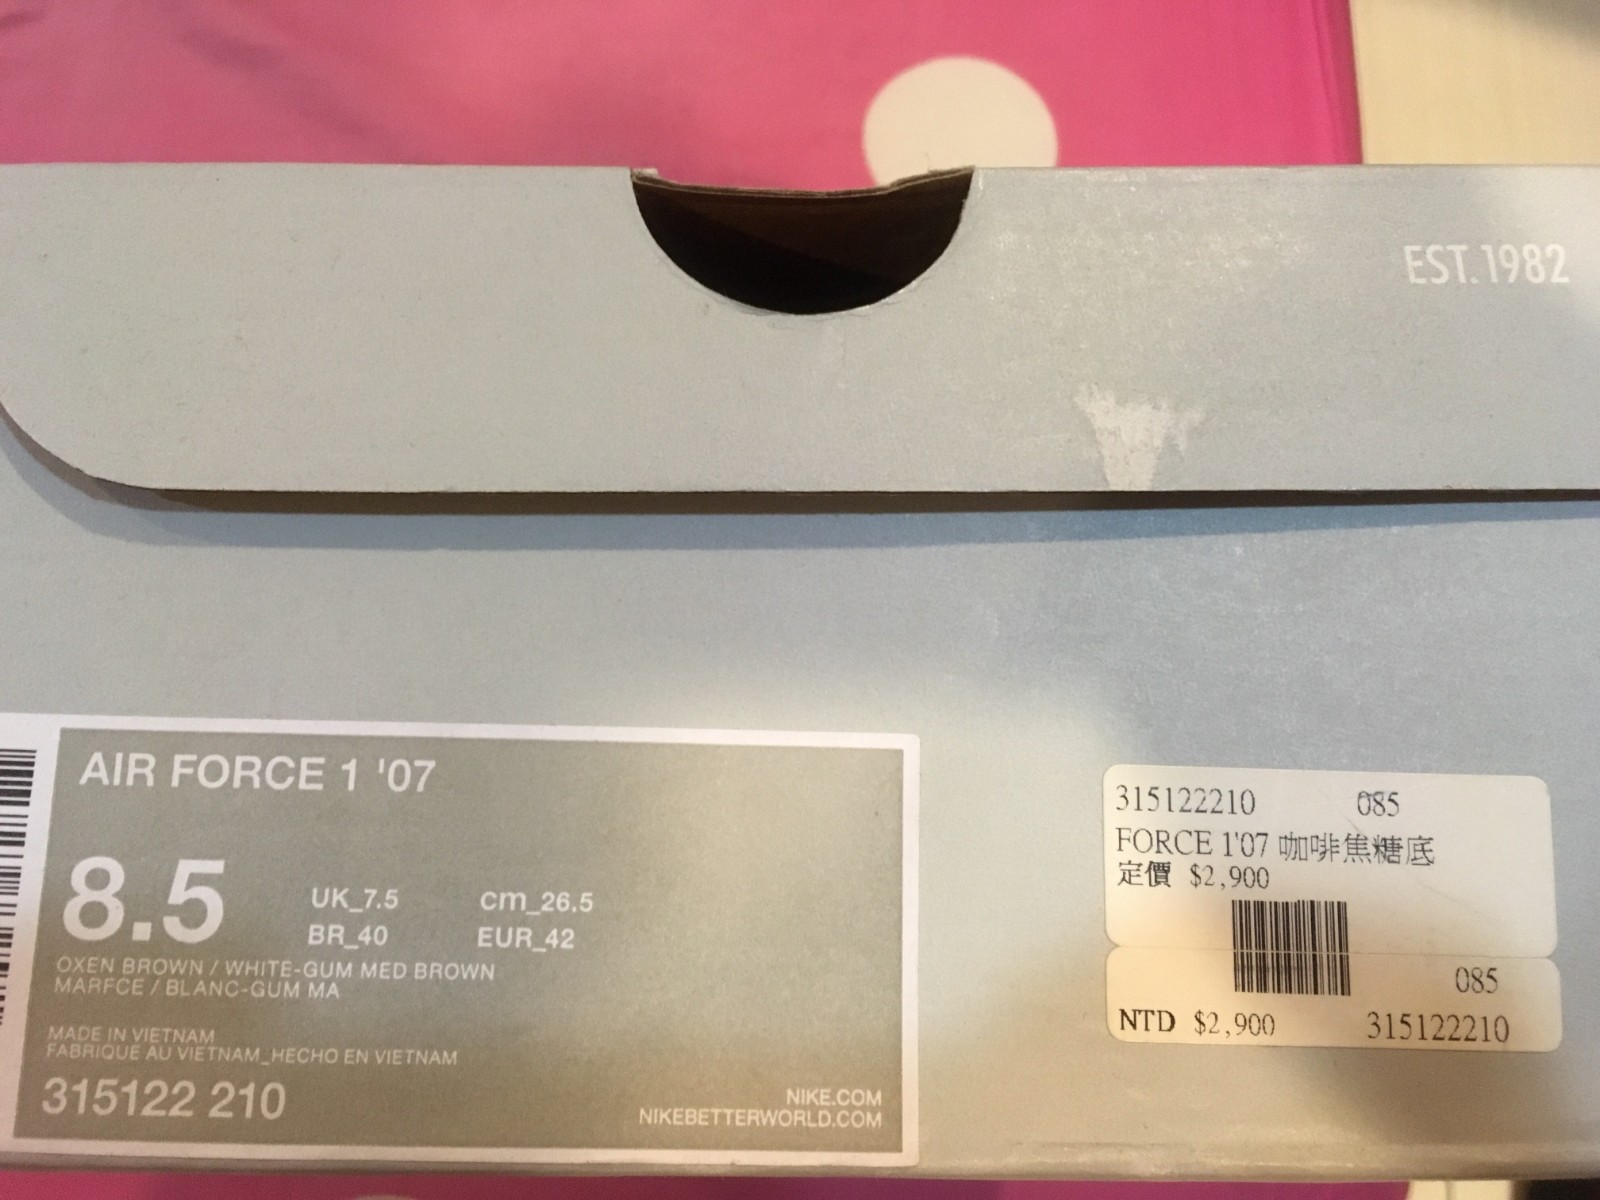 EST.1982
AIR FORCE 1 '07
8.5
UK_7.5 cm_26.5
BR_40 EUR_42
OXEN BROWN / WHITE-GUM MED BROWN
MARFCE / BLANC-GUM MA
MADE IN VIETNAM
FABRIQUE AU VIETNAM_HECHO EN VIETNAM
315122 210
NIKE.COM
NIKEBETTERWORLD.COM
315122210 085
FORCE 1'07 咖啡焦糖底
定價 $2,900
085
NTD $2,900 315122210